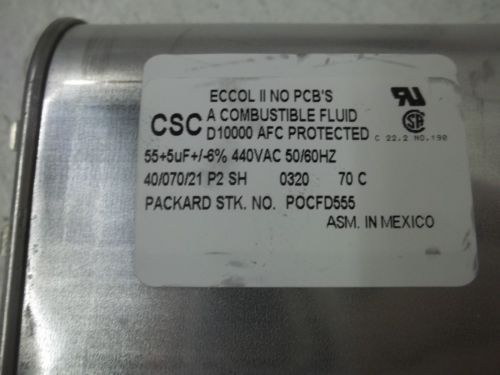 ECCOL II NO PCB'S
CSC A COMBUSTIBLE FLUID
D10000 AFC PROTECTED
C 22.2 NO.190
55+5uF+/-6% 440VAC 50/60HZ
40/070/21 P2 SH 0320 70 C
PACKARD STK. NO. POCFD555
ASM. IN MEXICO